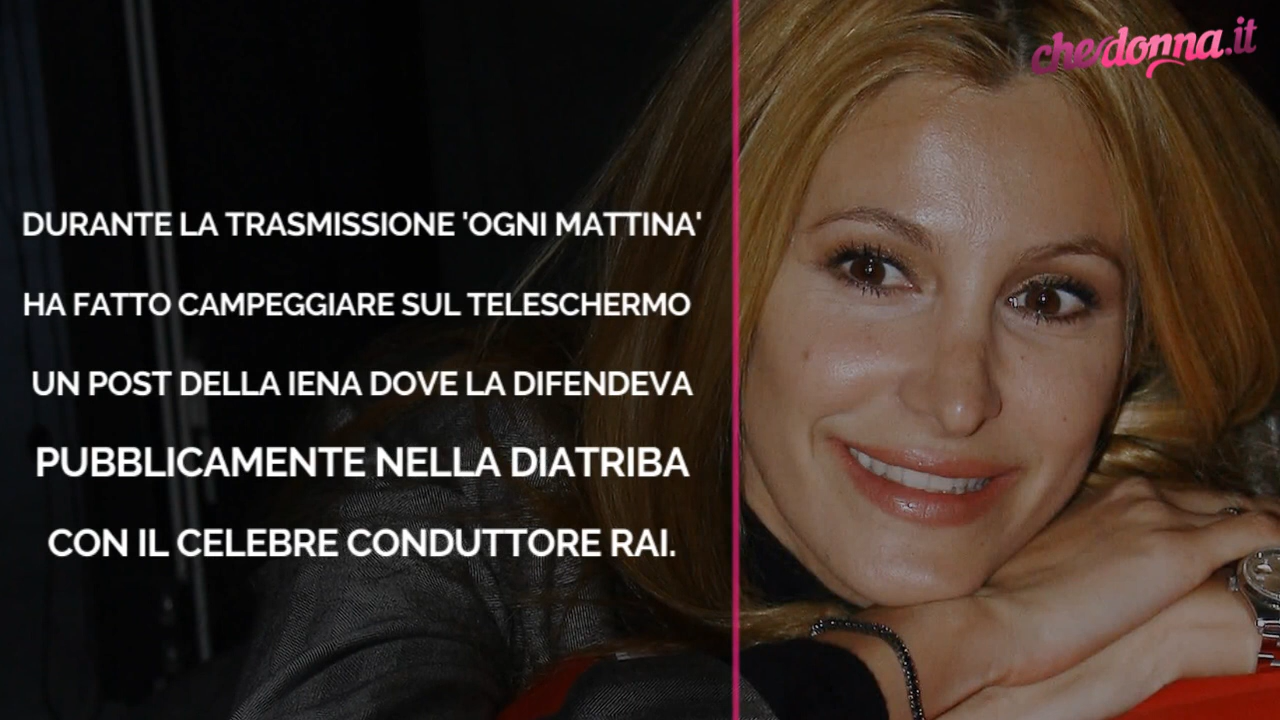 chedonna.it
DURANTE LA TRASMISSIONE 'OGNI MATTINA'
HA FATTO CAMPEGGIARE SUL TELESCHERMO
UN POST DELLA IENA DOVE LA DIFENDEVA
PUBBLICAMENTE NELLA DIATRIBA
CON IL CELEBRE CONDUTTORE RAI.